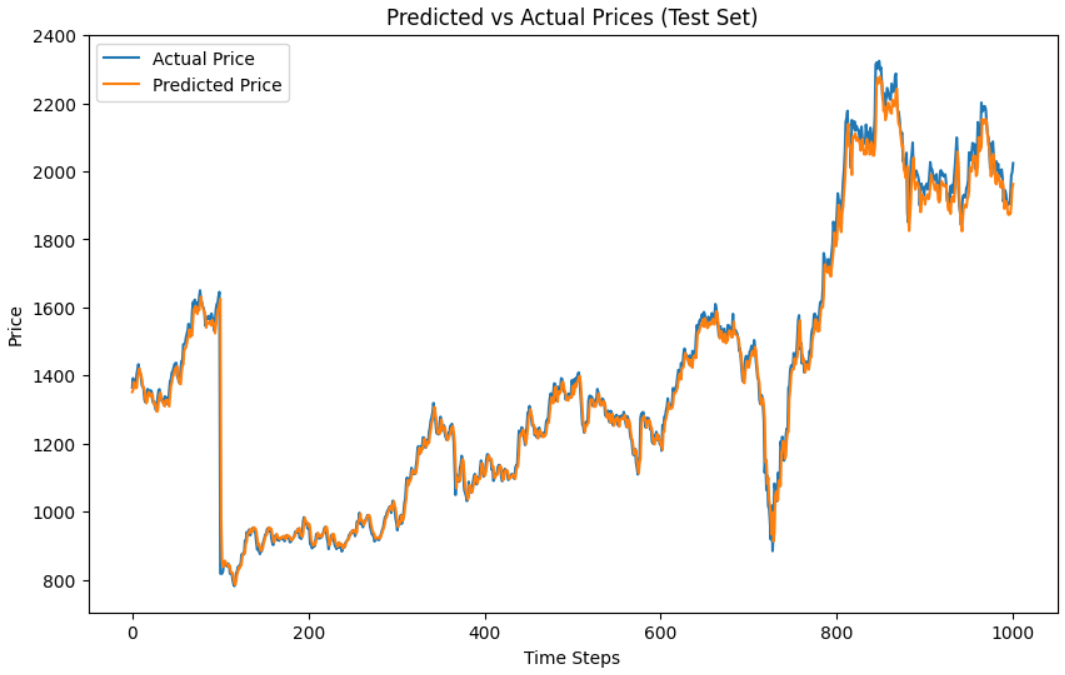 Predicted vs Actual Prices (Test Set)
Actual Price
Predicted Price
2400
2200
2000
1800
1600
1400
1200
1000
800
Price
0 200 400 600 800 1000
Time Steps